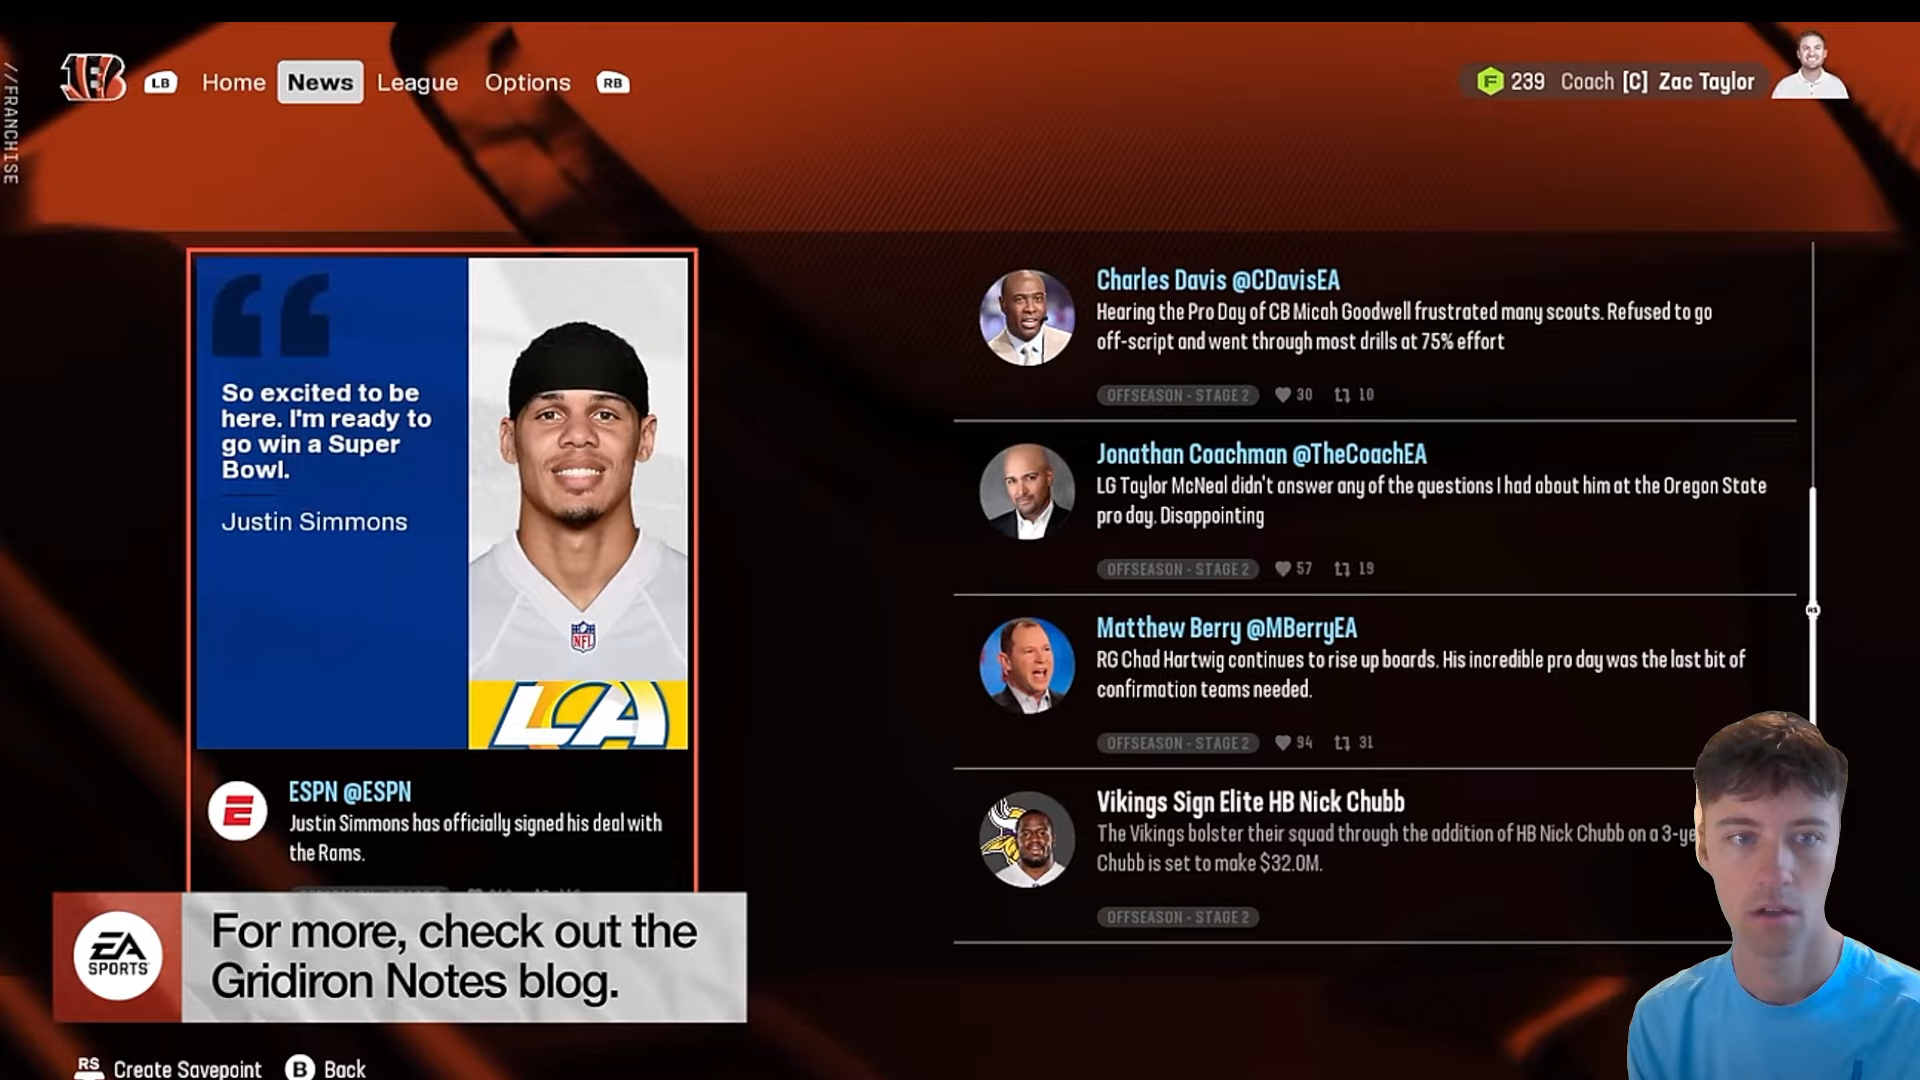 //FRANCHISE
LB Home News League Options RB
239 Coach [C] Zac Taylor
So excited to be
here. I'm ready to
go win a Super
Bowl.
Justin Simmons
NFL
LA
ESPN @ESPN
Justin Simmons has officially signed his deal with
the Rams.
Charles Davis @CDavisEA
Hearing the Pro Day of CB Micah Goodwell frustrated many scouts. Refused to go
off-script and went through most drills at 75% effort
OFFSEASON - STAGE 2 30 10
Jonathan Coachman @TheCoachEA
LG Taylor McNeal didn't answer any of the questions I had about him at the Oregon State
pro day. Disappointing
OFFSEASON - STAGE 2 57 19
Matthew Berry @MBerryEA
RG Chad Hartwig continues to rise up boards. His incredible pro day was the last bit of
confirmation teams needed.
OFFSEASON - STAGE 2 94 31
RS
Vikings Sign Elite HB Nick Chubb
The Vikings bolster their squad through the addition of HB Nick Chubb on a 3-ye
Chubb is set to make $32.0M.
OFFSEASON - STAGE 2
EA
SPORTS
For more, check out the
Gridiron Notes blog.
RS Create Savepoint B Back